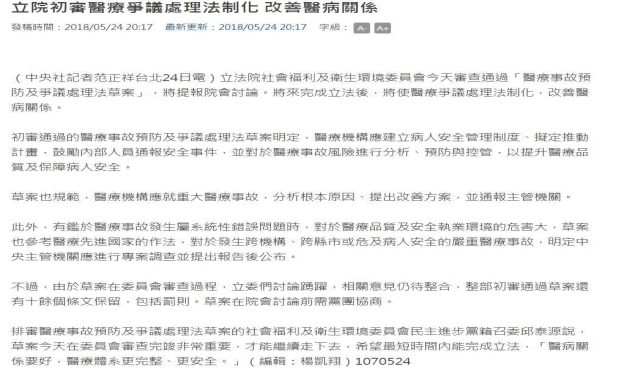 立院初審醫療爭議處理法制化 改善醫病關係
發稿時間：2018/05/24 20:17 最新更新：2018/05/24 20:17 字級：A- A+
（中央社記者范正祥台北24日電）立法院社會福利及衛生環境委員會今天審查通過「醫療事故預
防及爭議處理法草案」，將提報院會討論。將來完成立法後，將使醫療爭議處理法制化，改善醫
病關係。
初審通過的醫療事故預防及爭議處理法草案明定，醫療機構應建立病人安全管理制度、擬定推動
計畫，鼓勵內部人員通報安全事件，並對於醫療事故風險進行分析、預防與控管，以提升醫療品
質及保障病人安全。
草案也規範，醫療機構應就重大醫療事故，分析根本原因、提出改善方案，並通報主管機關。
此外，有鑑於醫療事故發生屬系統性錯誤問題時，對於醫療品質及安全執業環境的危害大，草案
也參考醫療先進國家的作法，對於發生跨機構、跨縣市或危及病人安全的嚴重醫療事故，明定中
央主管機關應進行專案調查並提出報告後公布。
不過，由於草案在委員會審查過程，立委們討論踴躍，相關意見仍待整合，整部初審通過草案還
有十餘個條文保留，包括罰則。草案在院會討論前需黨團協商。
排審醫療事故預防及爭議處理法草案的社會福利及衛生環境委員會民主進步黨籍召委邱泰源說，
草案今天在委員會審查完竣非常重要，才能繼續走下去，希望最短時間內能完成立法，「醫病關
係要好，醫療體系更完整、更安全。」（編輯：楊凱翔）1070524